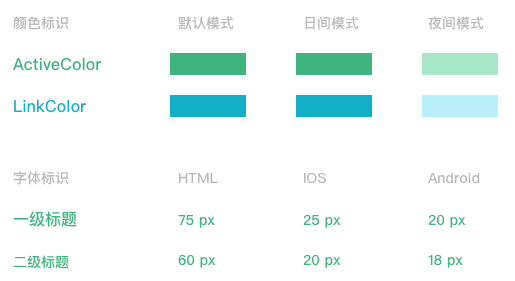 颜色标识 默认模式 日间模式 夜间模式
ActiveColor
LinkColor
字体标识 HTML IOS Android
一级标题 75 px 25 px 20 px
二级标题 60 px 20 px 18 px